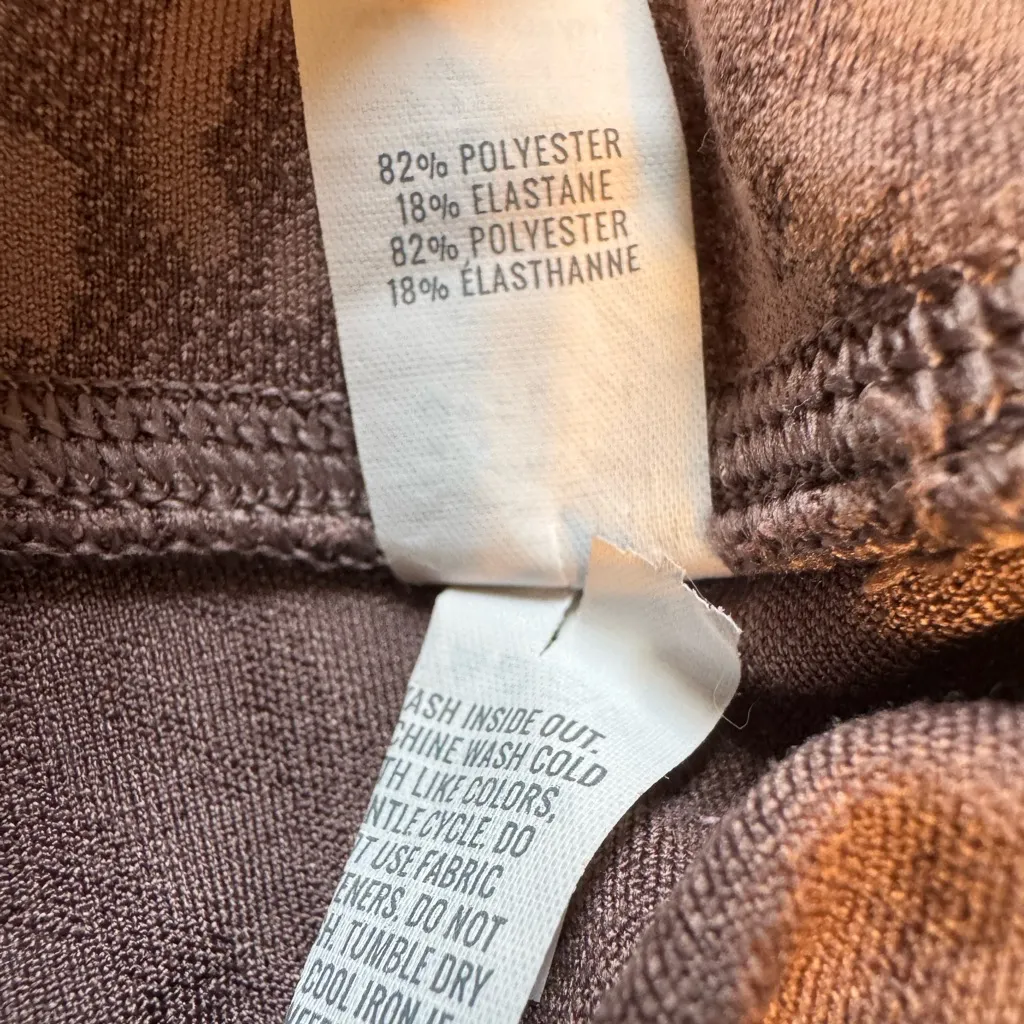 82% POLYESTER
18% ELASTANE
82% POLYESTER
18% ÉLASTHANNE
ASH INSIDE OUT.
CHINE WASH COLD
TH LIKE COLORS,
NTLE CYCLE. DO
T USE FABRIC
ENERS. DO NOT
H. TUMBLE DRY
COOL IRON IF